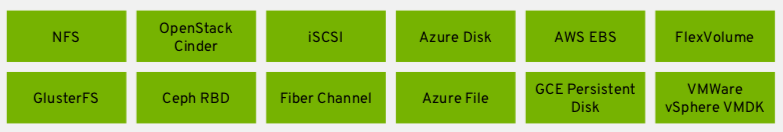 NFS
OpenStack
Cinder
iSCSI
Azure Disk
AWS EBS
FlexVolume
GlusterFS
Ceph RBD
Fiber Channel
Azure File
GCE Persistent
Disk
VMWare
vSphere VMDK